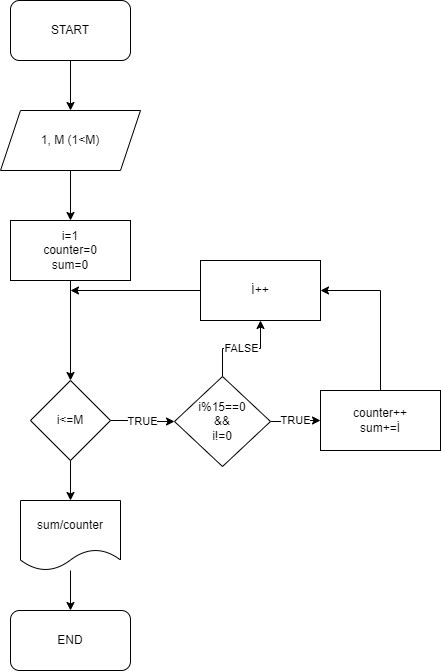 START
1, M (1<M)
i=1
counter=0
sum=0
İ++
FALSE
i<=M
TRUE
i%15==0
&&
i!=0
TRUE
counter++
sum+=İ
sum/counter
END